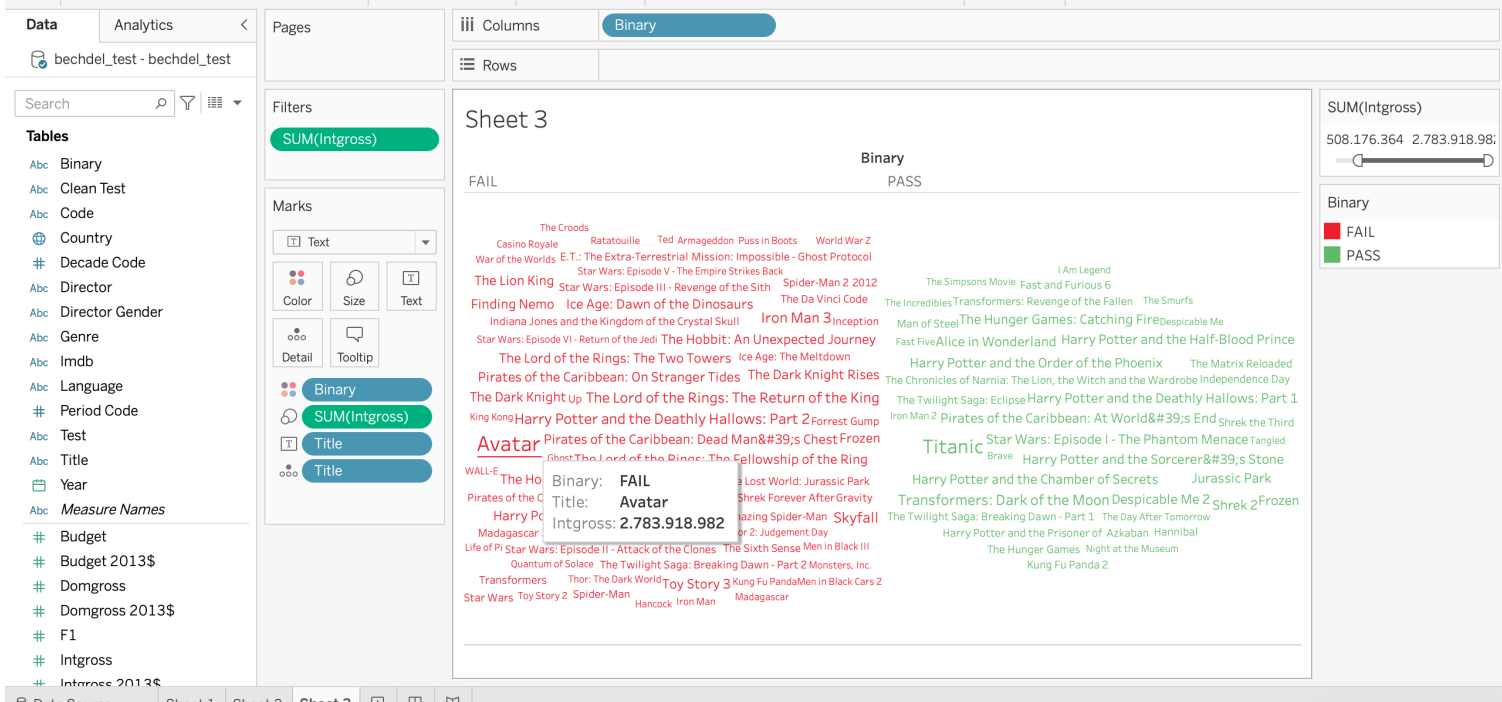 Data
Analytics
bechdel_test - bechdel_test
Search
Tables
Abc Binary
Abc Clean Test
Abc Code
Country
# Decade Code
Abc Director
Abc Director Gender
Abc Genre
Abc Imdb
Abc Language
# Period Code
Abc Test
Abc Title
Year
Abc Measure Names
# Budget
# Budget 2013$
# Domgross
# Domgross 2013$
# F1
# Intgross
# Intgross 2013$
Pages
Filters
SUM(Intgross)
Marks
T Text
Color Size Text
Detail Tooltip
Binary
SUM(Intgross)
Title
Title
Columns Binary
Rows
Sheet 3
Binary
FAIL PASS
The Croods
Casino Royale Ratatouille Ted Armageddon Puss in Boots World War Z
War of the Worlds E.T.: The Extra-Terrestrial Mission: Impossible - Ghost Protocol
Star Wars: Episode V - The Empire Strikes Back
The Lion King Star Wars: Episode III - Revenge of the Sith Spider-Man 2 2012
Finding Nemo Ice Age: Dawn of the Dinosaurs The Da Vinci Code
Indiana Jones and the Kingdom of the Crystal Skull Iron Man 3 Inception
Star Wars: Episode VI - Return of the Jedi The Hobbit: An Unexpected Journey
The Lord of the Rings: The Two Towers Ice Age: The Meltdown
Pirates of the Caribbean: On Stranger Tides The Dark Knight Rises
The Dark Knight Up The Lord of the Rings: The Return of the King
King Kong Harry Potter and the Deathly Hallows: Part 2 Forrest Gump
Avatar Pirates of the Caribbean: Dead Man&#39;s Chest Frozen
Ghost The Lord of the Rings: The Fellowship of the Ring
WALL-E The Ho Lost World: Jurassic Park
Pirates of the C Shrek Forever After Gravity
Harry Po azing Spider-Man Skyfall
Madagascar or 2: Judgement Day
Life of Pi Star Wars: Episode II - Attack of the Clones The Sixth Sense Men in Black III
Quantum of Solace The Twilight Saga: Breaking Dawn - Part 2 Monsters, Inc.
Transformers Thor: The Dark World Toy Story 3 Kung Fu Panda Men in Black Cars 2
Star Wars Toy Story 2 Spider-Man Hancock Iron Man Madagascar
Binary: FAIL
Title: Avatar
Intgross: 2.783.918.982
I Am Legend
The Simpsons Movie Fast and Furious 6
The Incredibles Transformers: Revenge of the Fallen The Smurfs
Man of Steel The Hunger Games: Catching Fire Despicable Me
Fast Five Alice in Wonderland Harry Potter and the Half-Blood Prince
Harry Potter and the Order of the Phoenix The Matrix Reloaded
The Chronicles of Narnia: The Lion, the Witch and the Wardrobe Independence Day
The Twilight Saga: Eclipse Harry Potter and the Deathly Hallows: Part 1
Iron Man 2 Pirates of the Caribbean: At World&#39;s End Shrek the Third
Titanic Star Wars: Episode I - The Phantom Menace Tangled
Brave Harry Potter and the Sorcerer&#39;s Stone
Harry Potter and the Chamber of Secrets Jurassic Park
Transformers: Dark of the Moon Despicable Me 2 Shrek 2 Frozen
The Twilight Saga: Breaking Dawn - Part 1 The Day After Tomorrow
Harry Potter and the Prisoner of Azkaban Hannibal
The Hunger Games Night at the Museum
Kung Fu Panda 2
SUM(Intgross)
508.176.364 2.783.918.98
Binary
FAIL
PASS
Data Source Sheet 1 Sheet 2 Sheet 3